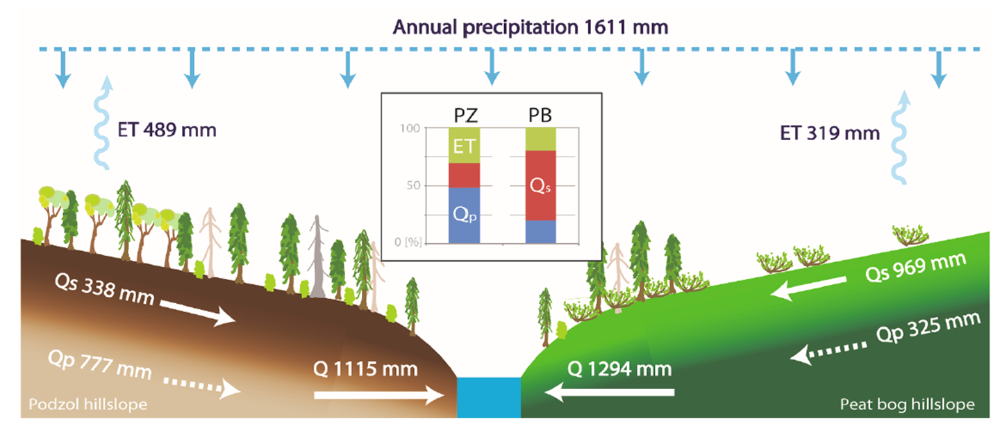 Annual precipitation 1611 mm
ET 489 mm
PZ PB
100
ET
50
Qs
Qp
0 [%]
ET 319 mm
Qs 338 mm
Qs 969 mm
Qp 777 mm
Qp 325 mm
Q 1115 mm
Q 1294 mm
Podzol hillslope
Peat bog hillslope